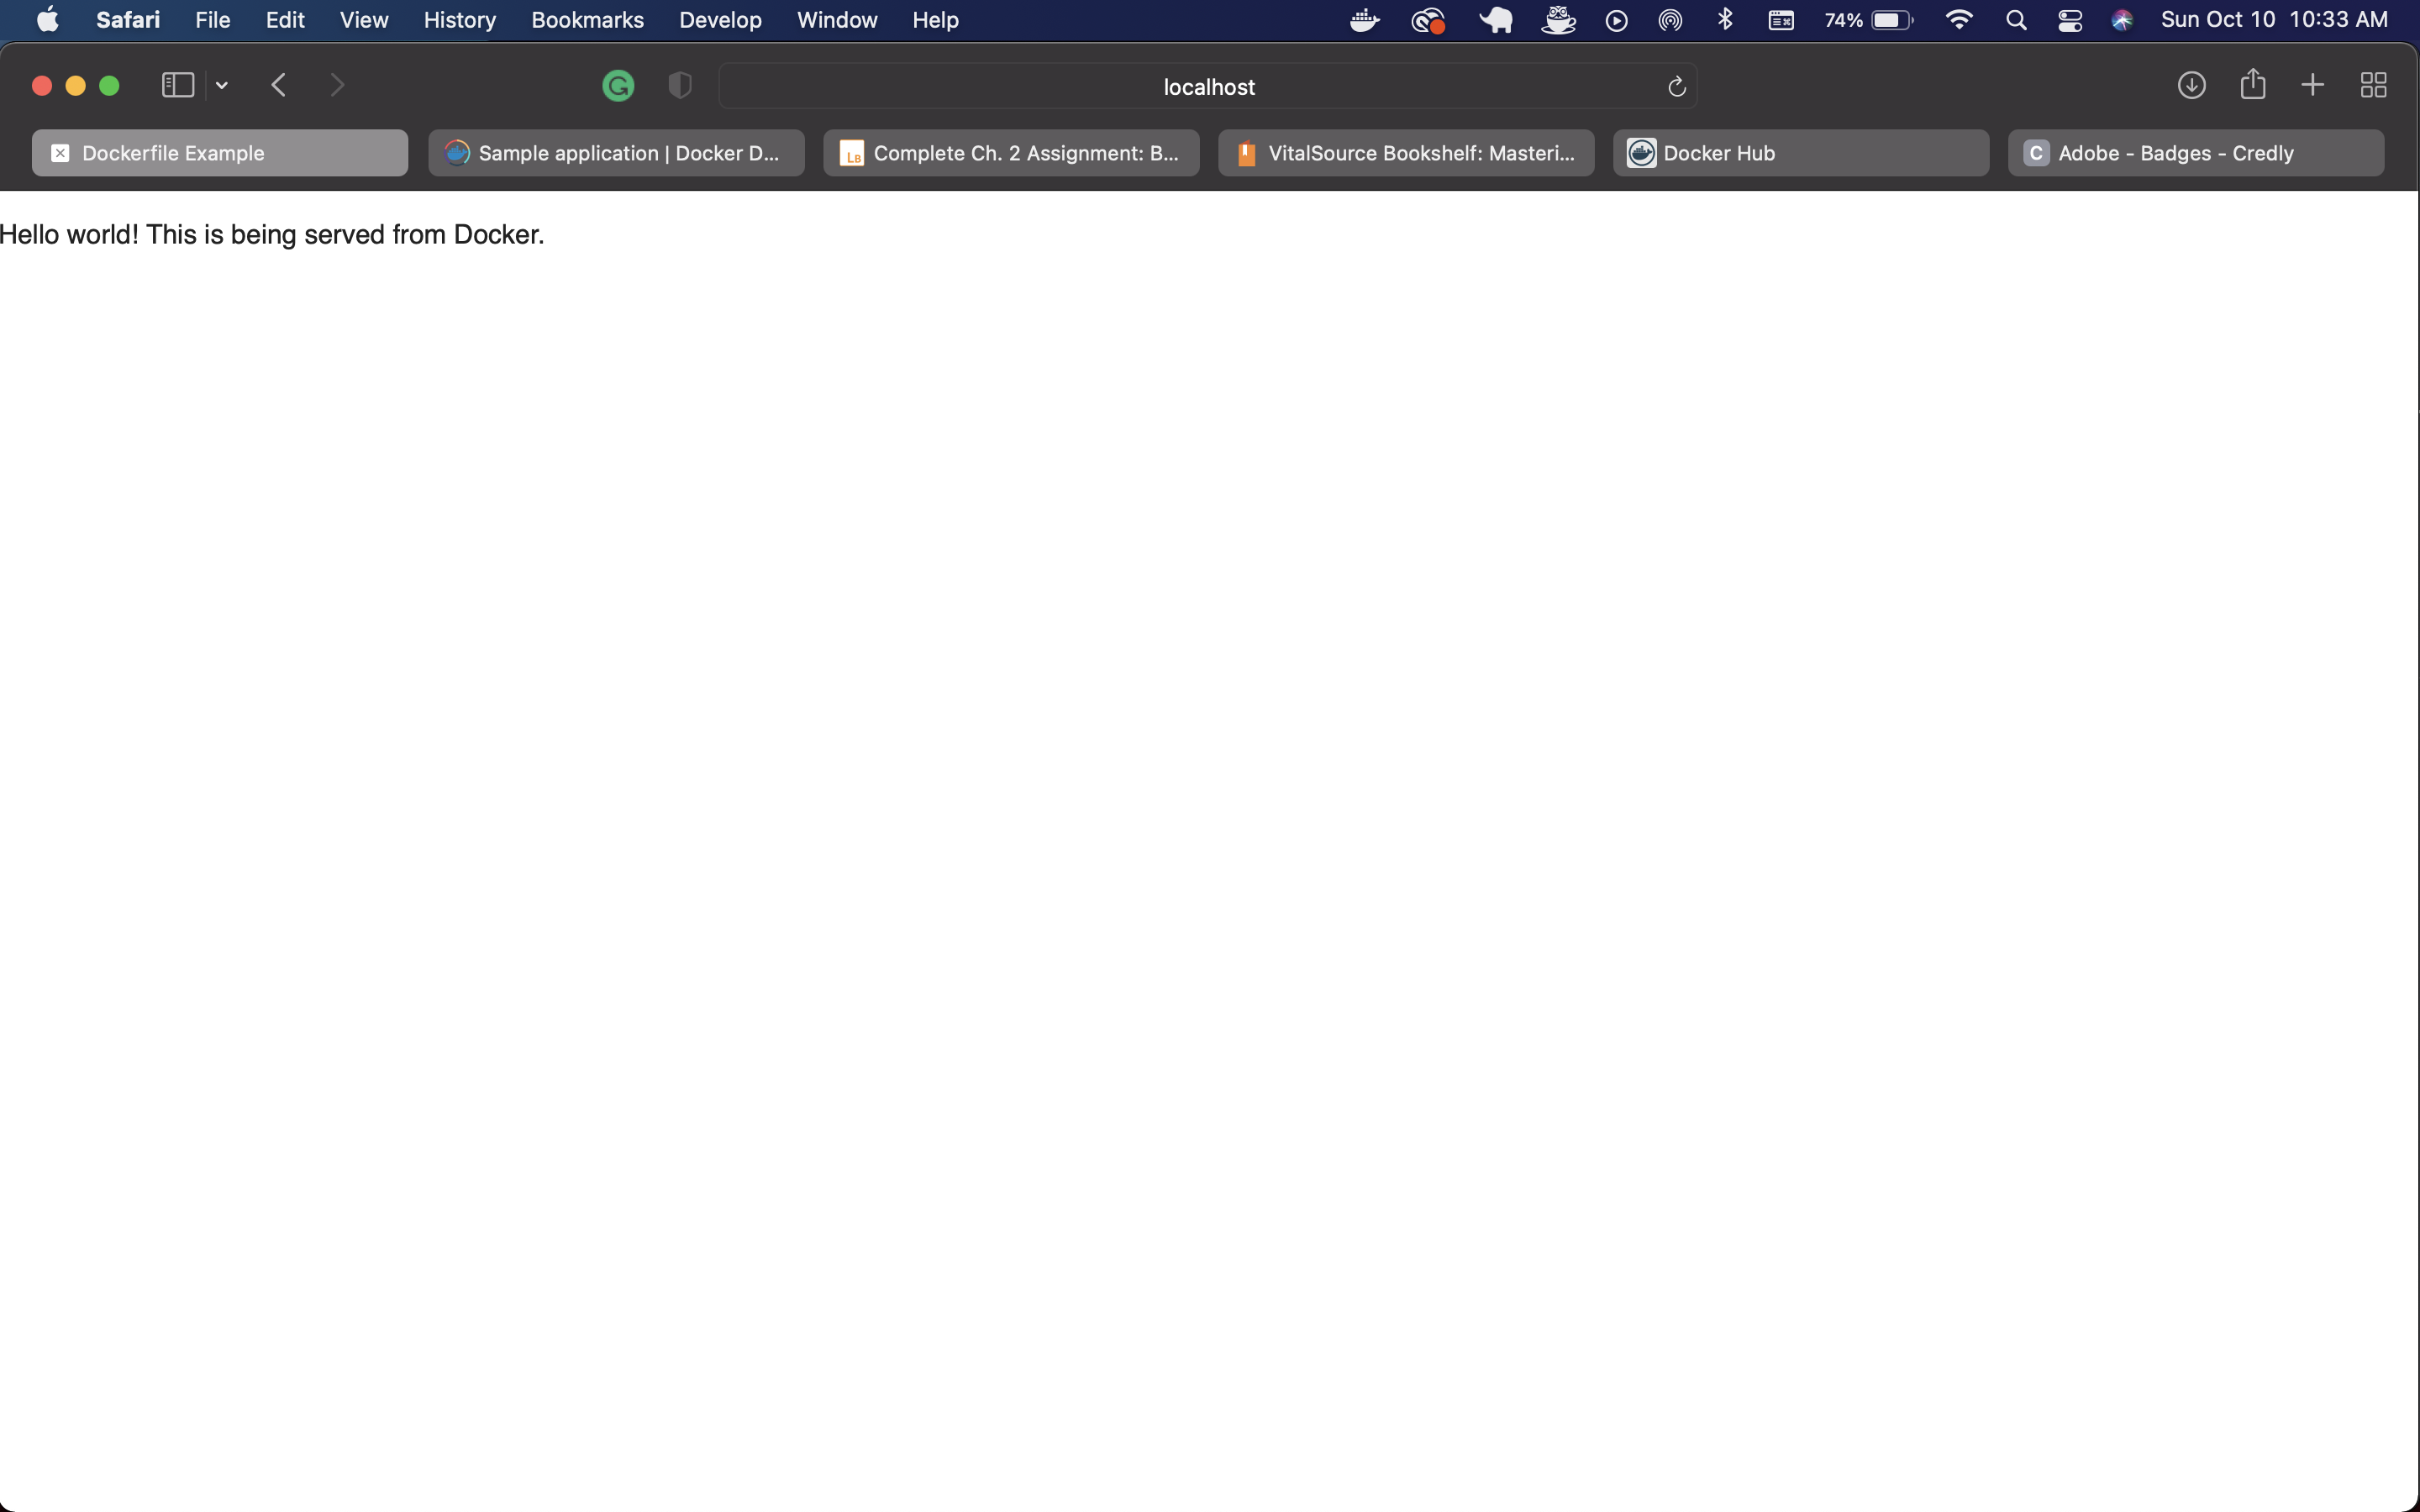 Safari File Edit View History Bookmarks Develop Window Help 74% Sun Oct 10 10:33 AM
localhost
Dockerfile Example Sample application | Docker D... LB Complete Ch. 2 Assignment: B... VitalSource Bookshelf: Masteri... Docker Hub C Adobe - Badges - Credly
Hello world! This is being served from Docker.